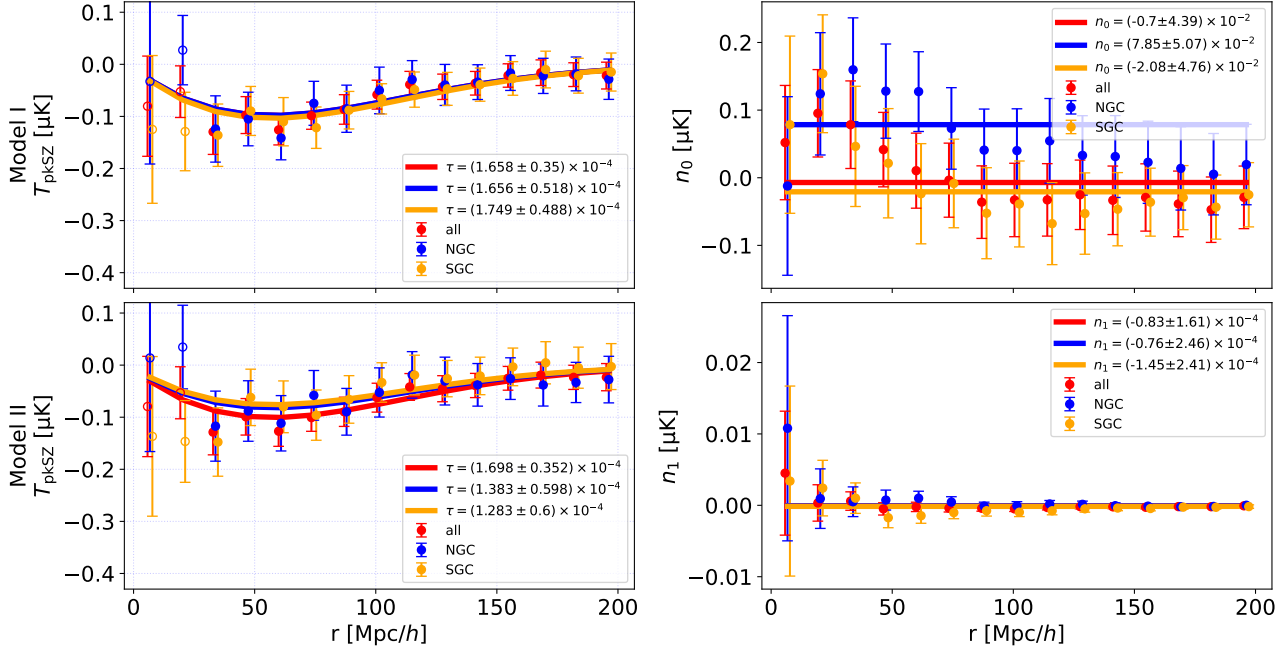 Model I
T_pkSZ [μK]
0.1
0.0
−0.1
−0.2
−0.3
−0.4
τ = (1.658 ± 0.35) × 10⁻⁴
τ = (1.656 ± 0.518) × 10⁻⁴
τ = (1.749 ± 0.488) × 10⁻⁴
all
NGC
SGC
n₀ [μK]
0.2
0.1
0.0
−0.1
n₀ = (-0.7±4.39) × 10⁻²
n₀ = (7.85±5.07) × 10⁻²
n₀ = (-2.08±4.76) × 10⁻²
all
NGC
SGC
Model II
T_pkSZ [μK]
0.1
0.0
−0.1
−0.2
−0.3
−0.4
τ = (1.698 ± 0.352) × 10⁻⁴
τ = (1.383 ± 0.598) × 10⁻⁴
τ = (1.283 ± 0.6) × 10⁻⁴
all
NGC
SGC
0 50 100 150 200
r [Mpc/h]
n₁ [μK]
0.02
0.01
0.00
−0.01
n₁ = (-0.83±1.61) × 10⁻⁴
n₁ = (-0.76±2.46) × 10⁻⁴
n₁ = (-1.45±2.41) × 10⁻⁴
all
NGC
SGC
0 50 100 150 200
r [Mpc/h]